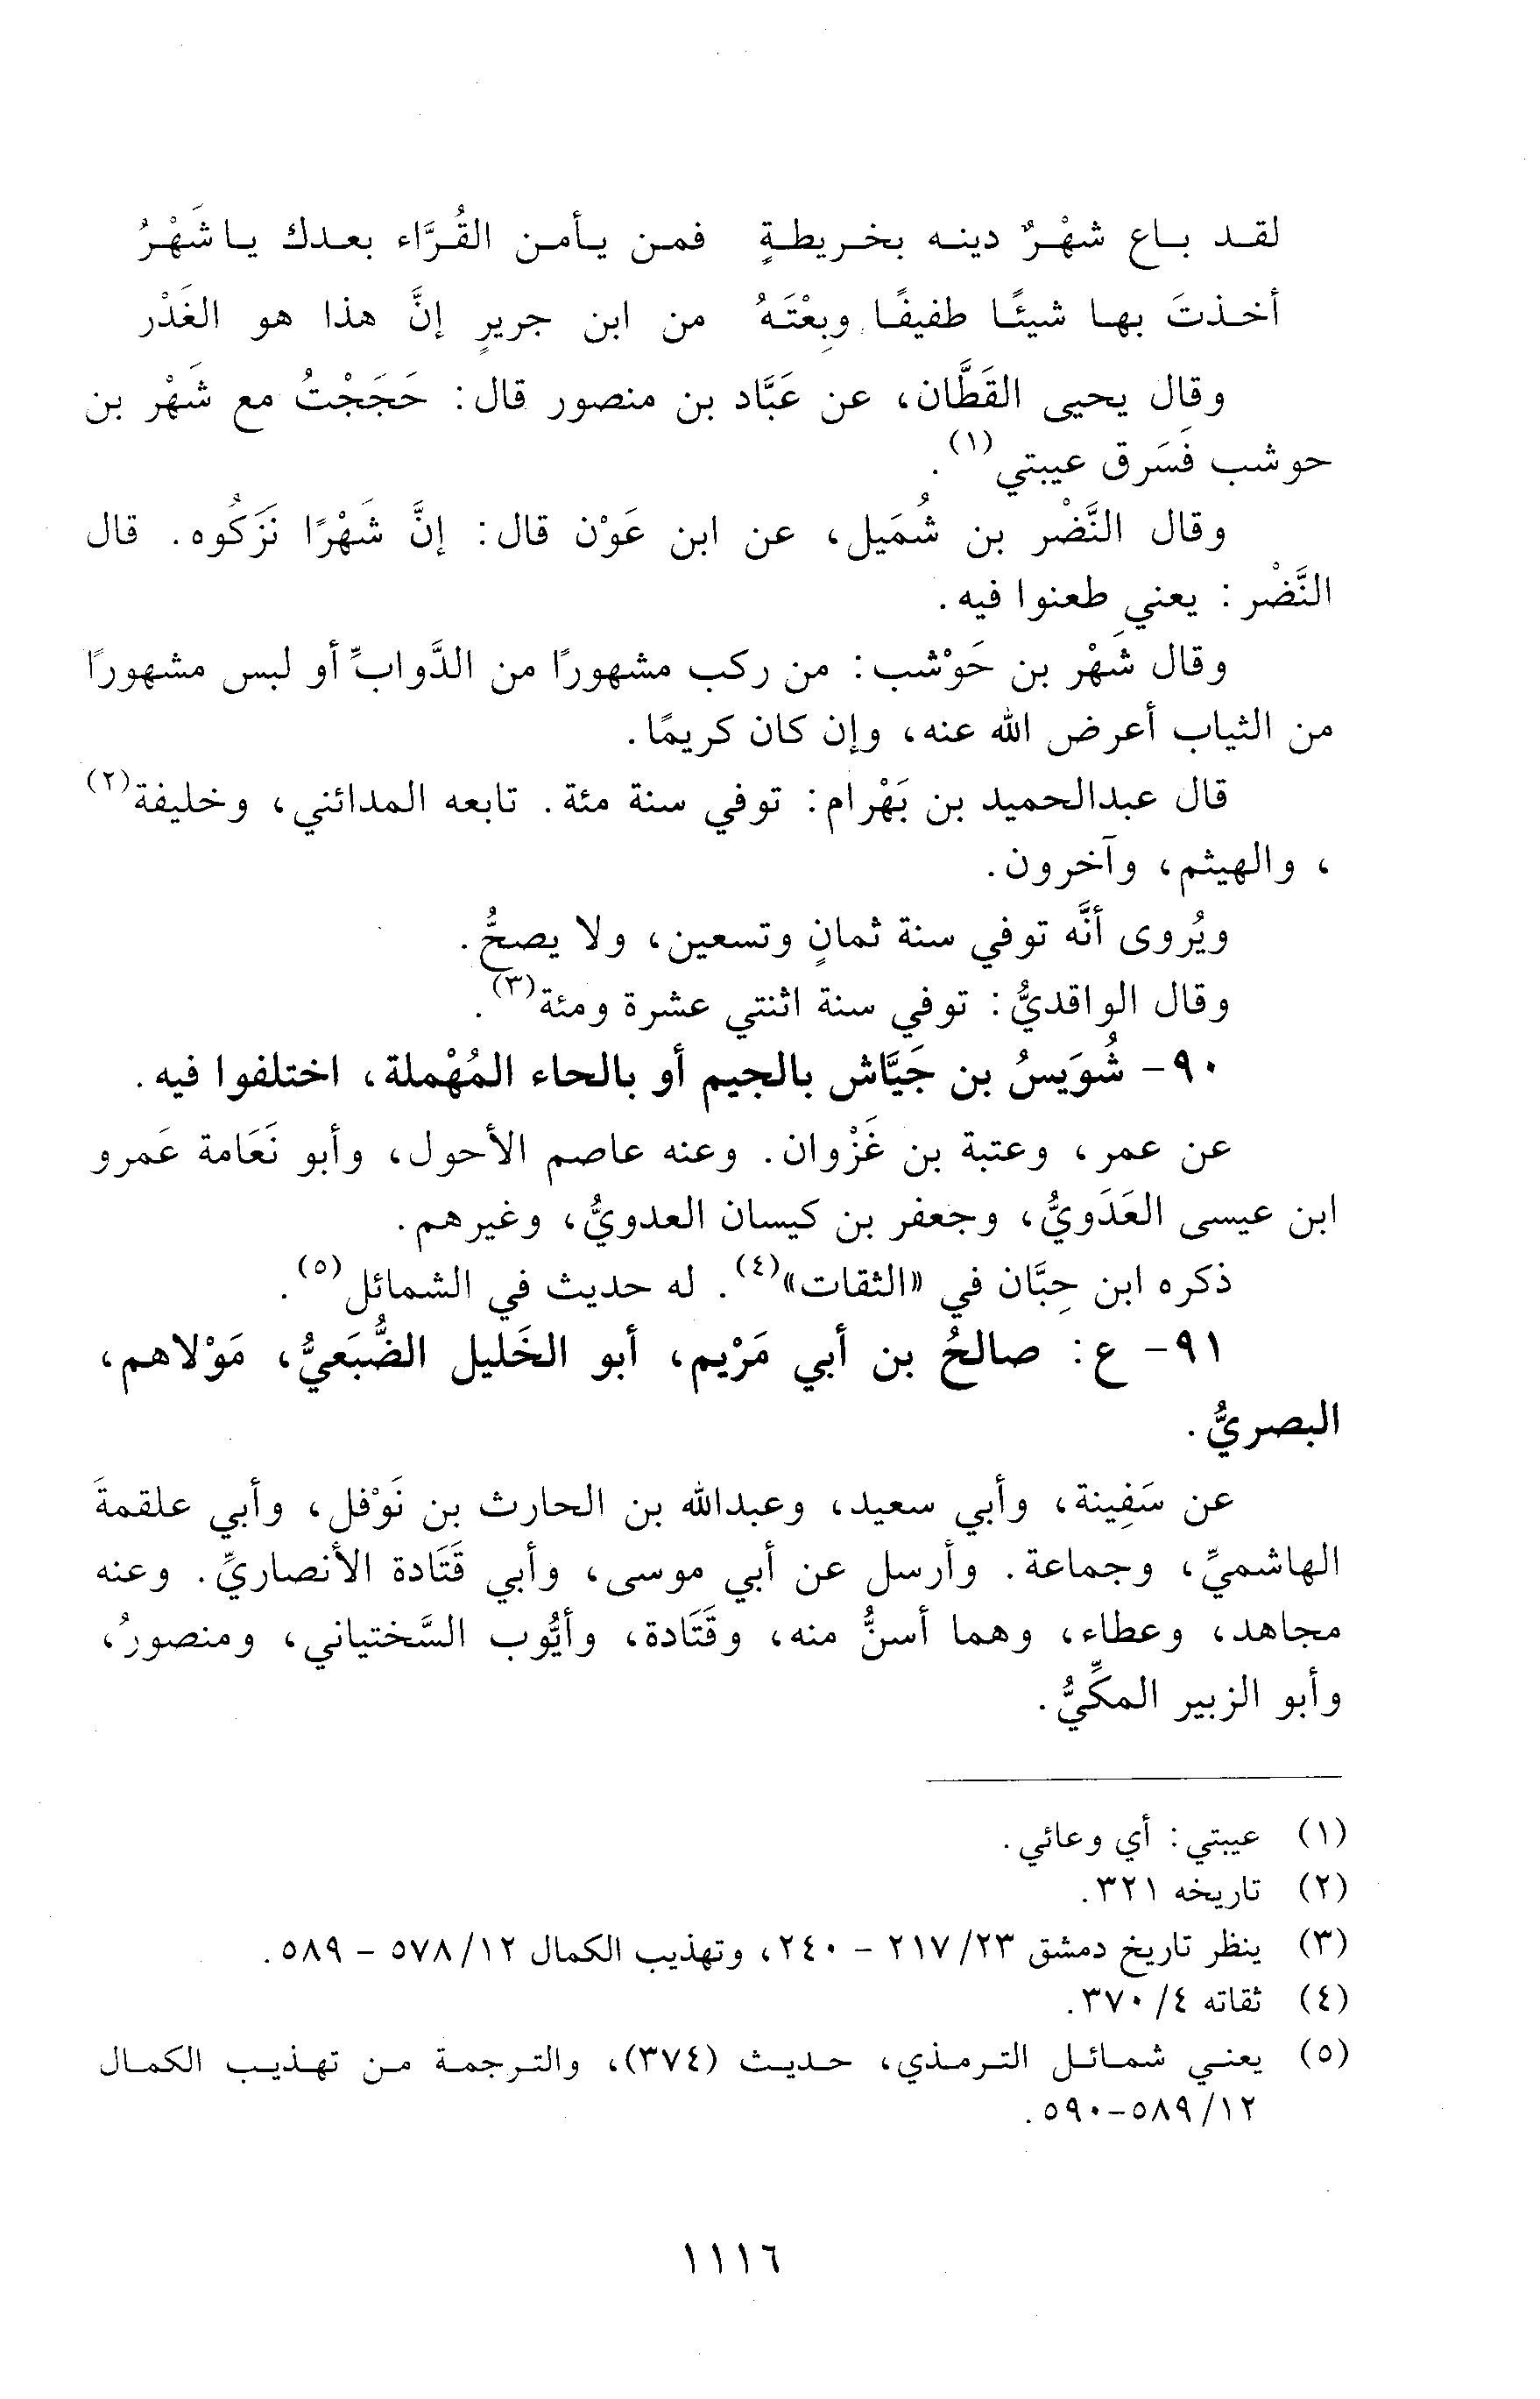 لقد باع شهْرٌ دينه بخريطةٍ فمن يأمن القُرَّاء بعدك يا شَهْرُ
أخذتَ بها شيئًا طفيفًا وبِعْتَهُ من ابن جريرٍ إنَّ هذا هو الغَدْر
وقال يحيى القَطَّان، عن عَبَّاد بن منصور قال: حَجَجْتُ مع شَهْر بن
حوشب فَسَرق عيبتي(١).
وقال النَّضْر بن شُمَيل، عن ابن عَوْن قال: إنَّ شَهْرًا نَزَكُوه. قال
النَّضْر: يعني طعنوا فيه.
وقال شَهْر بن حَوْشب: من ركب مشهورًا من الدَّوابِّ أو لبس مشهورًا
من الثياب أعرض الله عنه، وإن كان كريمًا.
قال عبدالحميد بن بَهْرام: توفي سنة مئة. تابعه المدائني، وخليفة(٢)
، والهيثم، وآخرون.
ويُروى أنَّه توفي سنة ثمانٍ وتسعين، ولا يصحُّ.
وقال الواقديُّ: توفي سنة اثنتي عشرة ومئة(٣).
٩٠- شُوَيسُ بن جَيَّاش بالجيم أو بالحاء المُهْملة، اختلفوا فيه.
عن عمر، وعتبة بن غَزْوان. وعنه عاصم الأحول، وأبو نَعَامة عَمرو
ابن عيسى العَدَويُّ، وجعفر بن كيسان العدويُّ، وغيرهم.
ذكره ابن حِبَّان في «الثقات»(٤). له حديث في الشمائل(٥).
٩١- ع: صالحُ بن أبي مَرْيم، أبو الخَليل الضُّبَعيُّ، مَوْلاهم،
البصريُّ.
عن سَفِينة، وأبي سعيد، وعبدالله بن الحارث بن نَوْفل، وأبي علقمةَ
الهاشميِّ، وجماعة. وأرسل عن أبي موسى، وأبي قَتَادة الأنصاريِّ. وعنه
مجاهد، وعطاء، وهما أسنُّ منه، وقَتَادة، وأيُّوب السَّختياني، ومنصورُ،
وأبو الزبير المكِّيُّ.
(١) عيبتي: أي وعائي.
(٢) تاريخه ٣٢١.
(٣) ينظر تاريخ دمشق ٢٣/ ٢١٧ - ٢٤٠، وتهذيب الكمال ١٢/ ٥٧٨ - ٥٨٩.
(٤) ثقاته ٤/ ٣٧٠.
(٥) يعني شمائل الترمذي، حديث (٣٧٤)، والترجمة من تهذيب الكمال
١٢/ ٥٨٩-٥٩٠.
١١١٦